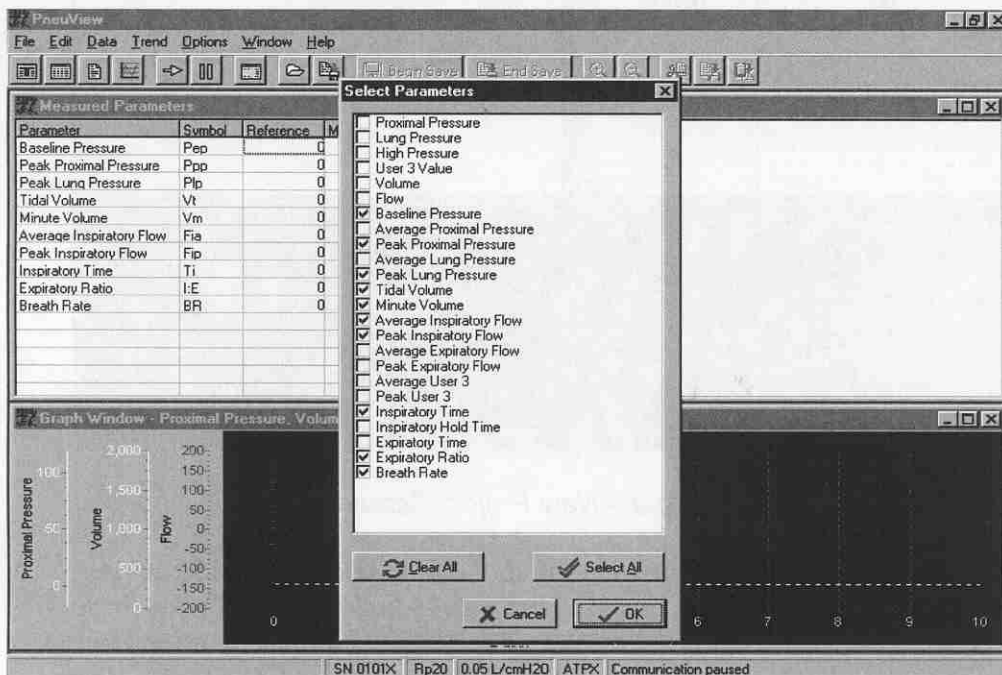 PneuView
File Edit Data Trend Options Window Help
Begin Save End Save
Measured Parameters
Parameter Symbol Reference M
Baseline Pressure Pep 0
Peak Proximal Pressure Ppp 0
Peak Lung Pressure Plp 0
Tidal Volume Vt 0
Minute Volume Vm 0
Average Inspiratory Flow Fia 0
Peak Inspiratory Flow Fip 0
Inspiratory Time Ti 0
Expiratory Ratio I:E 0
Breath Rate BR 0
Select Parameters
Proximal Pressure
Lung Pressure
High Pressure
User 3 Value
Volume
Flow
Baseline Pressure
Average Proximal Pressure
Peak Proximal Pressure
Average Lung Pressure
Peak Lung Pressure
Tidal Volume
Minute Volume
Average Inspiratory Flow
Peak Inspiratory Flow
Average Expiratory Flow
Peak Expiratory Flow
Average User 3
Peak User 3
Inspiratory Time
Inspiratory Hold Time
Expiratory Time
Expiratory Ratio
Breath Rate
Clear All Select All
Cancel OK
Graph Window - Proximal Pressure, Volum
Proximal Pressure
100
50
0
Volume
2,000
1,500
1,000
500
0
Flow
200
150
100
50
0
-50
-100
-150
-200
0 6 7 8 9 10
SN 0101X Rp20 0.05 L/cmH20 ATPX Communication paused